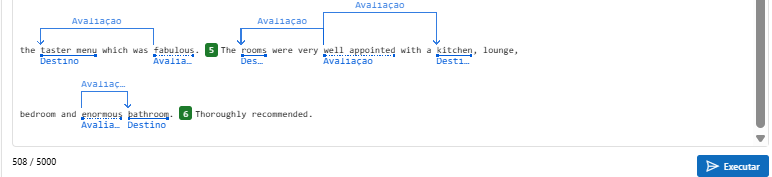 Avaliaçao
Avaliaçao Avaliaçao
the taster menu which was fabulous. 5 The rooms were very well appointed with a kitchen, lounge,
Destino Avalia… Des… Avaliaçao Desti…
Avaliaç…
bedroom and enormous bathroom. 6 Thoroughly recommended.
Avalia… Destino
508 / 5000
Executar